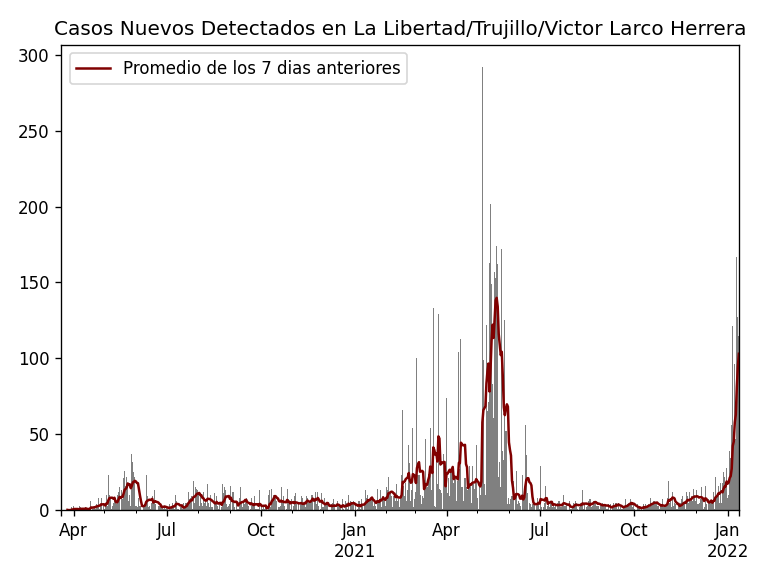 Casos Nuevos Detectados en La Libertad/Trujillo/Victor Larco Herrera
Promedio de los 7 dias anteriores
300
250
200
150
100
50
0
Apr Jul Oct Jan Apr Jul Oct Jan
2021 2022